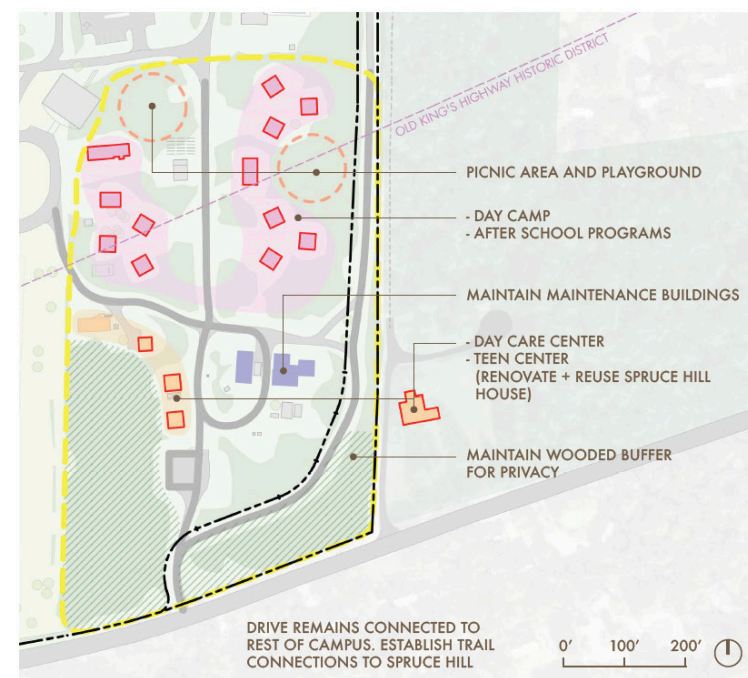 OLD KING'S HIGHWAY HISTORIC DISTRICT
PICNIC AREA AND PLAYGROUND
- DAY CAMP
- AFTER SCHOOL PROGRAMS
MAINTAIN MAINTENANCE BUILDINGS
- DAY CARE CENTER
- TEEN CENTER
(RENOVATE + REUSE SPRUCE HILL
HOUSE)
MAINTAIN WOODED BUFFER
FOR PRIVACY
DRIVE REMAINS CONNECTED TO
REST OF CAMPUS. ESTABLISH TRAIL
CONNECTIONS TO SPRUCE HILL
0' 100' 200'